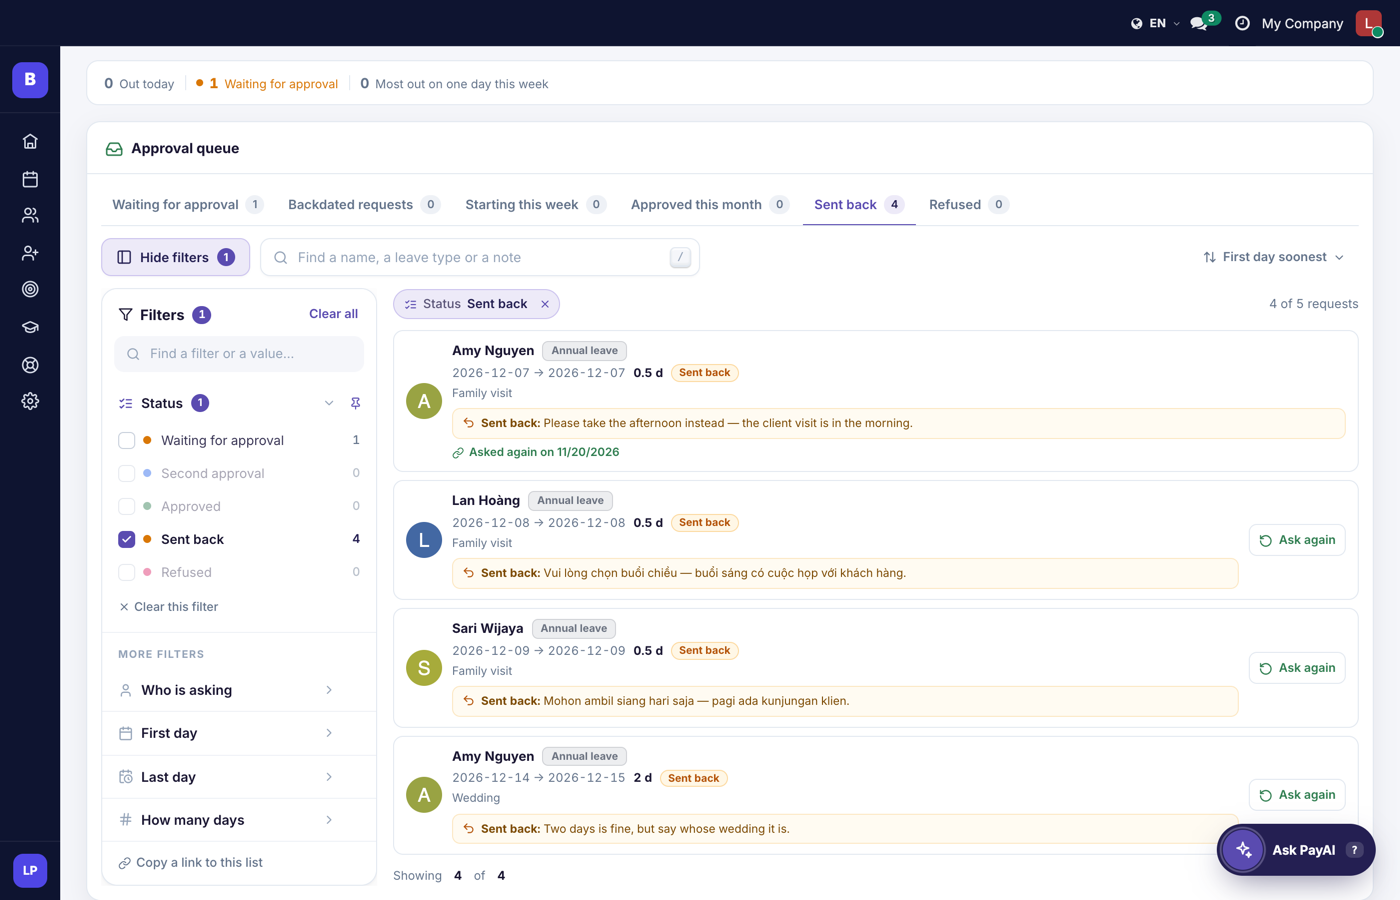 EN
3
My Company
L
B
0 Out today
1 Waiting for approval
0 Most out on one day this week
Approval queue
Waiting for approval 1
Backdated requests 0
Starting this week 0
Approved this month 0
Sent back 4
Refused 0
Hide filters 1
Find a name, a leave type or a note /
First day soonest
Filters 1
Clear all
Find a filter or a value...
Status 1
Waiting for approval 1
Second approval 0
Approved 0
Sent back 4
Refused 0
Clear this filter
MORE FILTERS
Who is asking
First day
Last day
How many days
Copy a link to this list
Status Sent back
4 of 5 requests
A
Amy Nguyen Annual leave
2026-12-07 → 2026-12-07 0.5 d Sent back
Family visit
Sent back: Please take the afternoon instead — the client visit is in the morning.
Asked again on 11/20/2026
L
Lan Hoàng Annual leave
2026-12-08 → 2026-12-08 0.5 d Sent back
Family visit
Sent back: Vui lòng chọn buổi chiều — buổi sáng có cuộc họp với khách hàng.
Ask again
S
Sari Wijaya Annual leave
2026-12-09 → 2026-12-09 0.5 d Sent back
Family visit
Sent back: Mohon ambil siang hari saja — pagi ada kunjungan klien.
Ask again
A
Amy Nguyen Annual leave
2026-12-14 → 2026-12-15 2 d Sent back
Wedding
Sent back: Two days is fine, but say whose wedding it is.
Ask again
Showing 4 of 4
Ask PayAI ?
LP